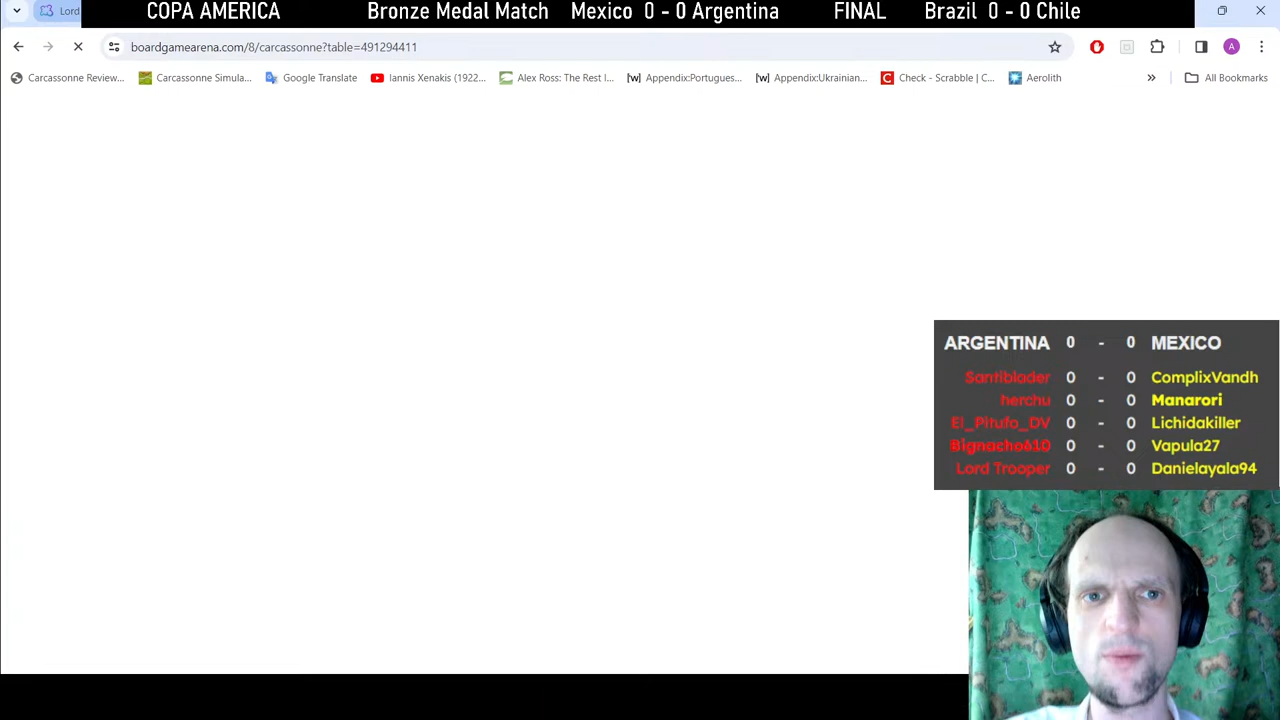 COPA AMERICA Bronze Medal Match Mexico 0 - 0 Argentina FINAL Brazil 0 - 0 Chile
Lord
boardgamearena.com/8/carcassonne?table=491294411
A
Carcassonne Review...
Carcassonne Simula...
Google Translate
Iannis Xenakis (1922...
Alex Ross: The Rest I...
[w] Appendix:Portugues...
[w] Appendix:Ukrainian...
C Check - Scrabble | C...
Aerolith
»
All Bookmarks
ARGENTINA 0 - 0 MEXICO
Santiblader 0 - 0 ComplixVandh
herchu 0 - 0 Manarori
El_Pitufo_DV 0 - 0 Lichidakiller
Bignacho610 0 - 0 Vapula27
Lord Trooper 0 - 0 Danielayala94